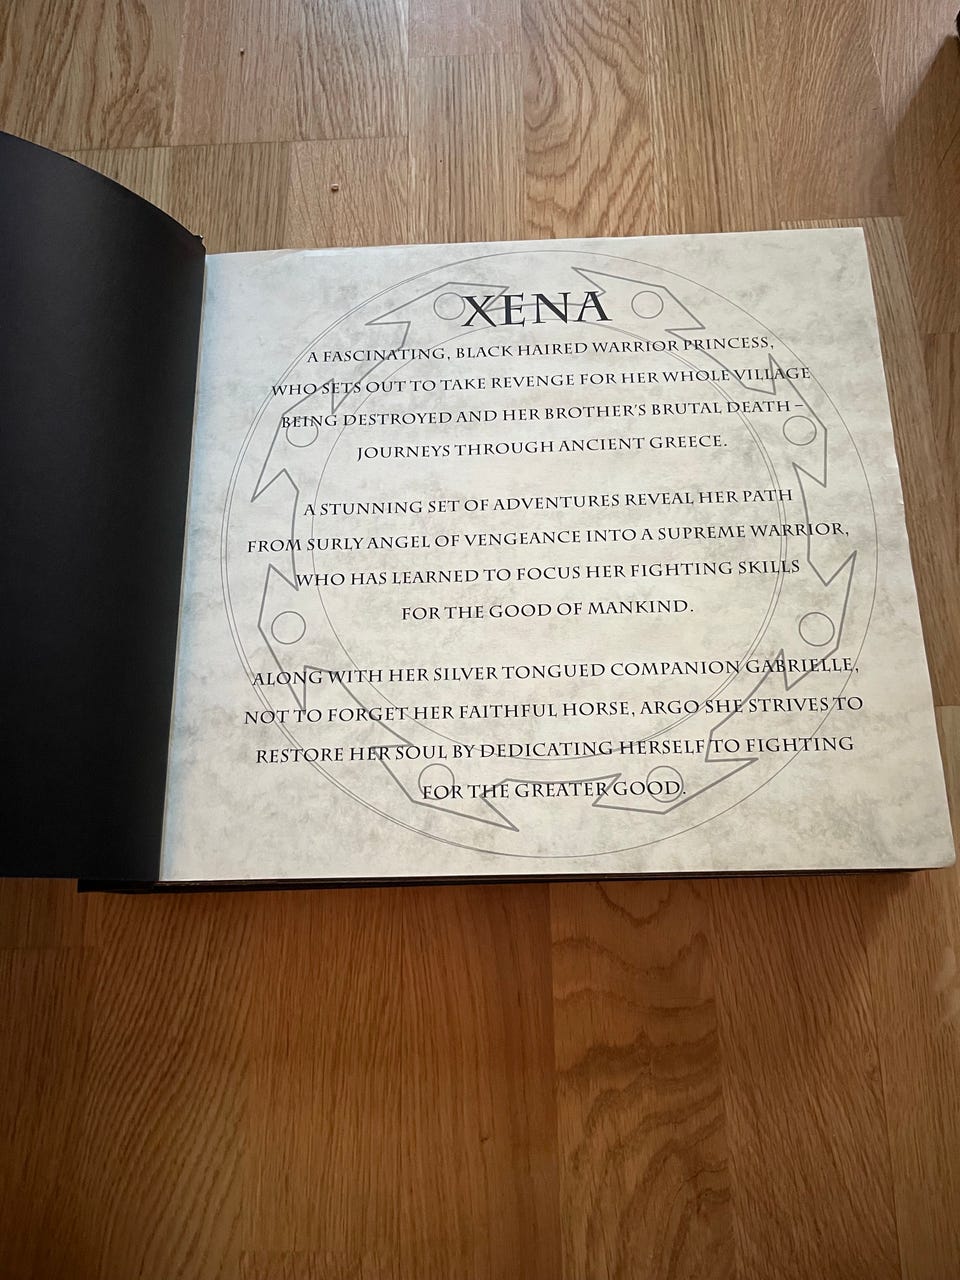 XENA
A FASCINATING, BLACK HAIRED WARRIOR PRINCESS,
WHO SETS OUT TO TAKE REVENGE FOR HER WHOLE VILLAGE
BEING DESTROYED AND HER BROTHER'S BRUTAL DEATH –
JOURNEYS THROUGH ANCIENT GREECE.
A STUNNING SET OF ADVENTURES REVEAL HER PATH
FROM SURLY ANGEL OF VENGEANCE INTO A SUPREME WARRIOR,
WHO HAS LEARNED TO FOCUS HER FIGHTING SKILLS
FOR THE GOOD OF MANKIND.
ALONG WITH HER SILVER TONGUED COMPANION GABRIELLE,
NOT TO FORGET HER FAITHFUL HORSE, ARGO SHE STRIVES TO
RESTORE HER SOUL BY DEDICATING HERSELF TO FIGHTING
FOR THE GREATER GOOD.